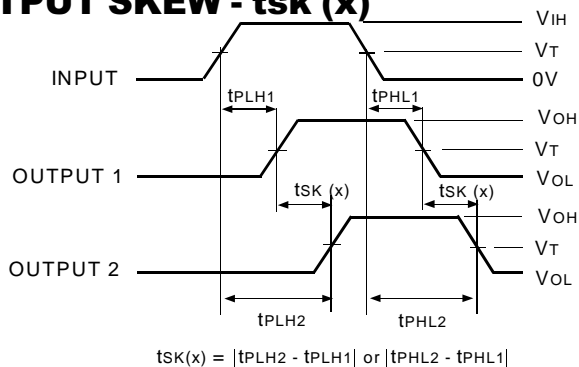 TPUT SKEW - tsk (x)
VIH
VT
INPUT
0V
tPLH1
tPHL1
VOH
VT
OUTPUT 1
VOL
tSK (x)
tSK (x)
VOH
VT
OUTPUT 2
VOL
tPLH2
tPHL2
tSK(x) = |tPLH2 - tPLH1| or |tPHL2 - tPHL1|